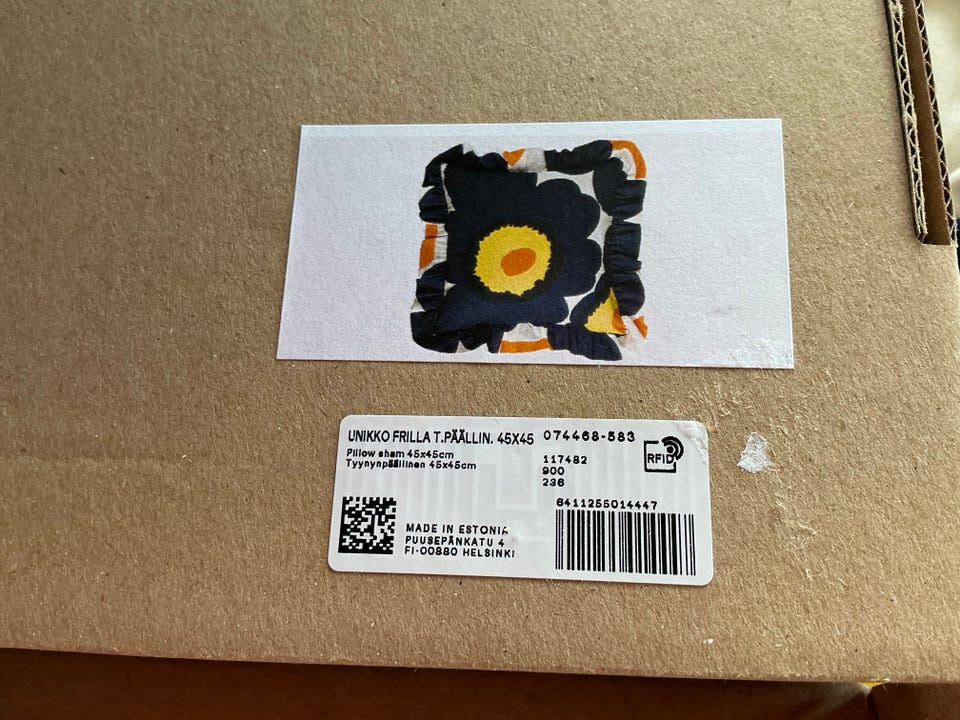 UNIKKO FRILLA T.PÄÄLLIN. 45X45 074468-583
Pillow sham 45x45cm
Tyynynpäällinen 45x45cm
117482
900
236
RFID
6411255014447
MADE IN ESTONIA
PUUSEPÄNKATU 4
FI-00880 HELSINKI